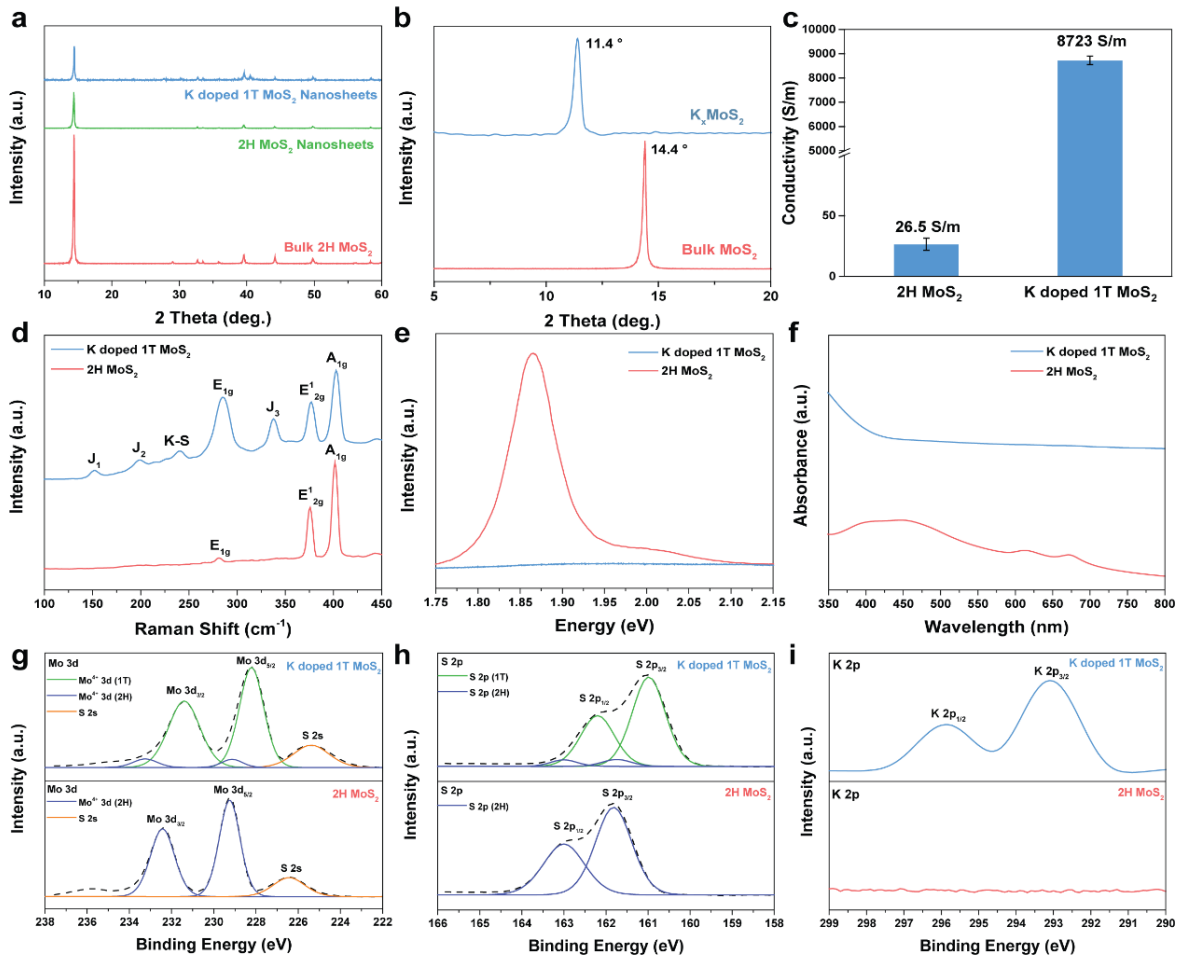 a
Intensity (a.u.)
K doped 1T MoS₂ Nanosheets
2H MoS₂ Nanosheets
Bulk 2H MoS₂
10 20 30 40 50 60
2 Theta (deg.)
b
Intensity (a.u.)
11.4 °
KₓMoS₂
14.4 °
Bulk MoS₂
5 10 15 20
2 Theta (deg.)
c
Conductivity (S/m)
10000
9000
8000
7000
6000
5000
50
0
8723 S/m
26.5 S/m
2H MoS₂ K doped 1T MoS₂
d
Intensity (a.u.)
K doped 1T MoS₂
2H MoS₂
J₁ J₂ K-S E₁g J₃ E¹₂g A₁g
E₁g E¹₂g A₁g
100 150 200 250 300 350 400 450
Raman Shift (cm⁻¹)
e
Intensity (a.u.)
K doped 1T MoS₂
2H MoS₂
1.75 1.80 1.85 1.90 1.95 2.00 2.05 2.10 2.15
Energy (eV)
f
Absorbance (a.u.)
K doped 1T MoS₂
2H MoS₂
350 400 450 500 550 600 650 700 750 800
Wavelength (nm)
g
Intensity (a.u.)
Mo 3d
Mo⁴⁺ 3d (1T)
Mo⁴⁺ 3d (2H)
S 2s
K doped 1T MoS₂
Mo 3d₃/₂
Mo 3d₅/₂
S 2s
Mo 3d
Mo⁴⁺ 3d (2H)
S 2s
2H MoS₂
Mo 3d₃/₂
Mo 3d₅/₂
S 2s
238 236 234 232 230 228 226 224 222
Binding Energy (eV)
h
Intensity (a.u.)
S 2p
S 2p (1T)
S 2p (2H)
K doped 1T MoS₂
S 2p₁/₂
S 2p₃/₂
S 2p
S 2p (2H)
2H MoS₂
S 2p₁/₂
S 2p₃/₂
166 165 164 163 162 161 160 159 158
Binding Energy (eV)
i
Intensity (a.u.)
K 2p
K doped 1T MoS₂
K 2p₁/₂
K 2p₃/₂
K 2p
2H MoS₂
299 298 297 296 295 294 293 292 291 290
Binding Energy (eV)